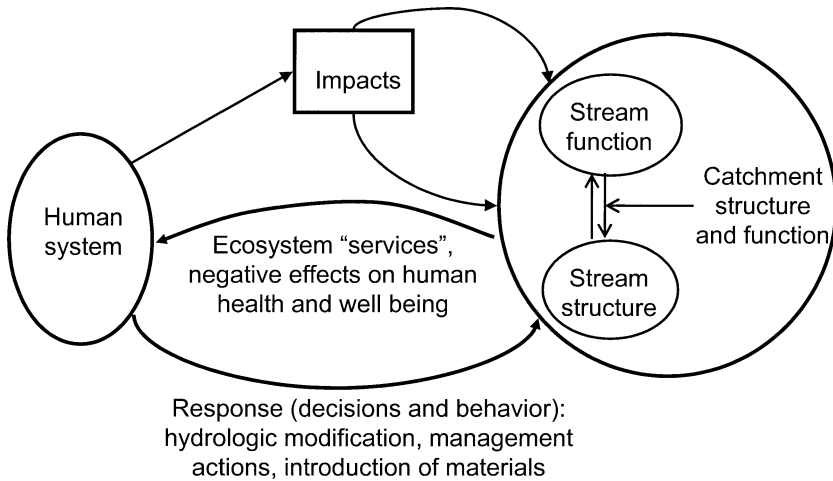 Impacts
Stream
function
Catchment
structure
and function
Human
system
Ecosystem “services”,
negative effects on human
health and well being
Stream
structure
Response (decisions and behavior):
hydrologic modification, management
actions, introduction of materials